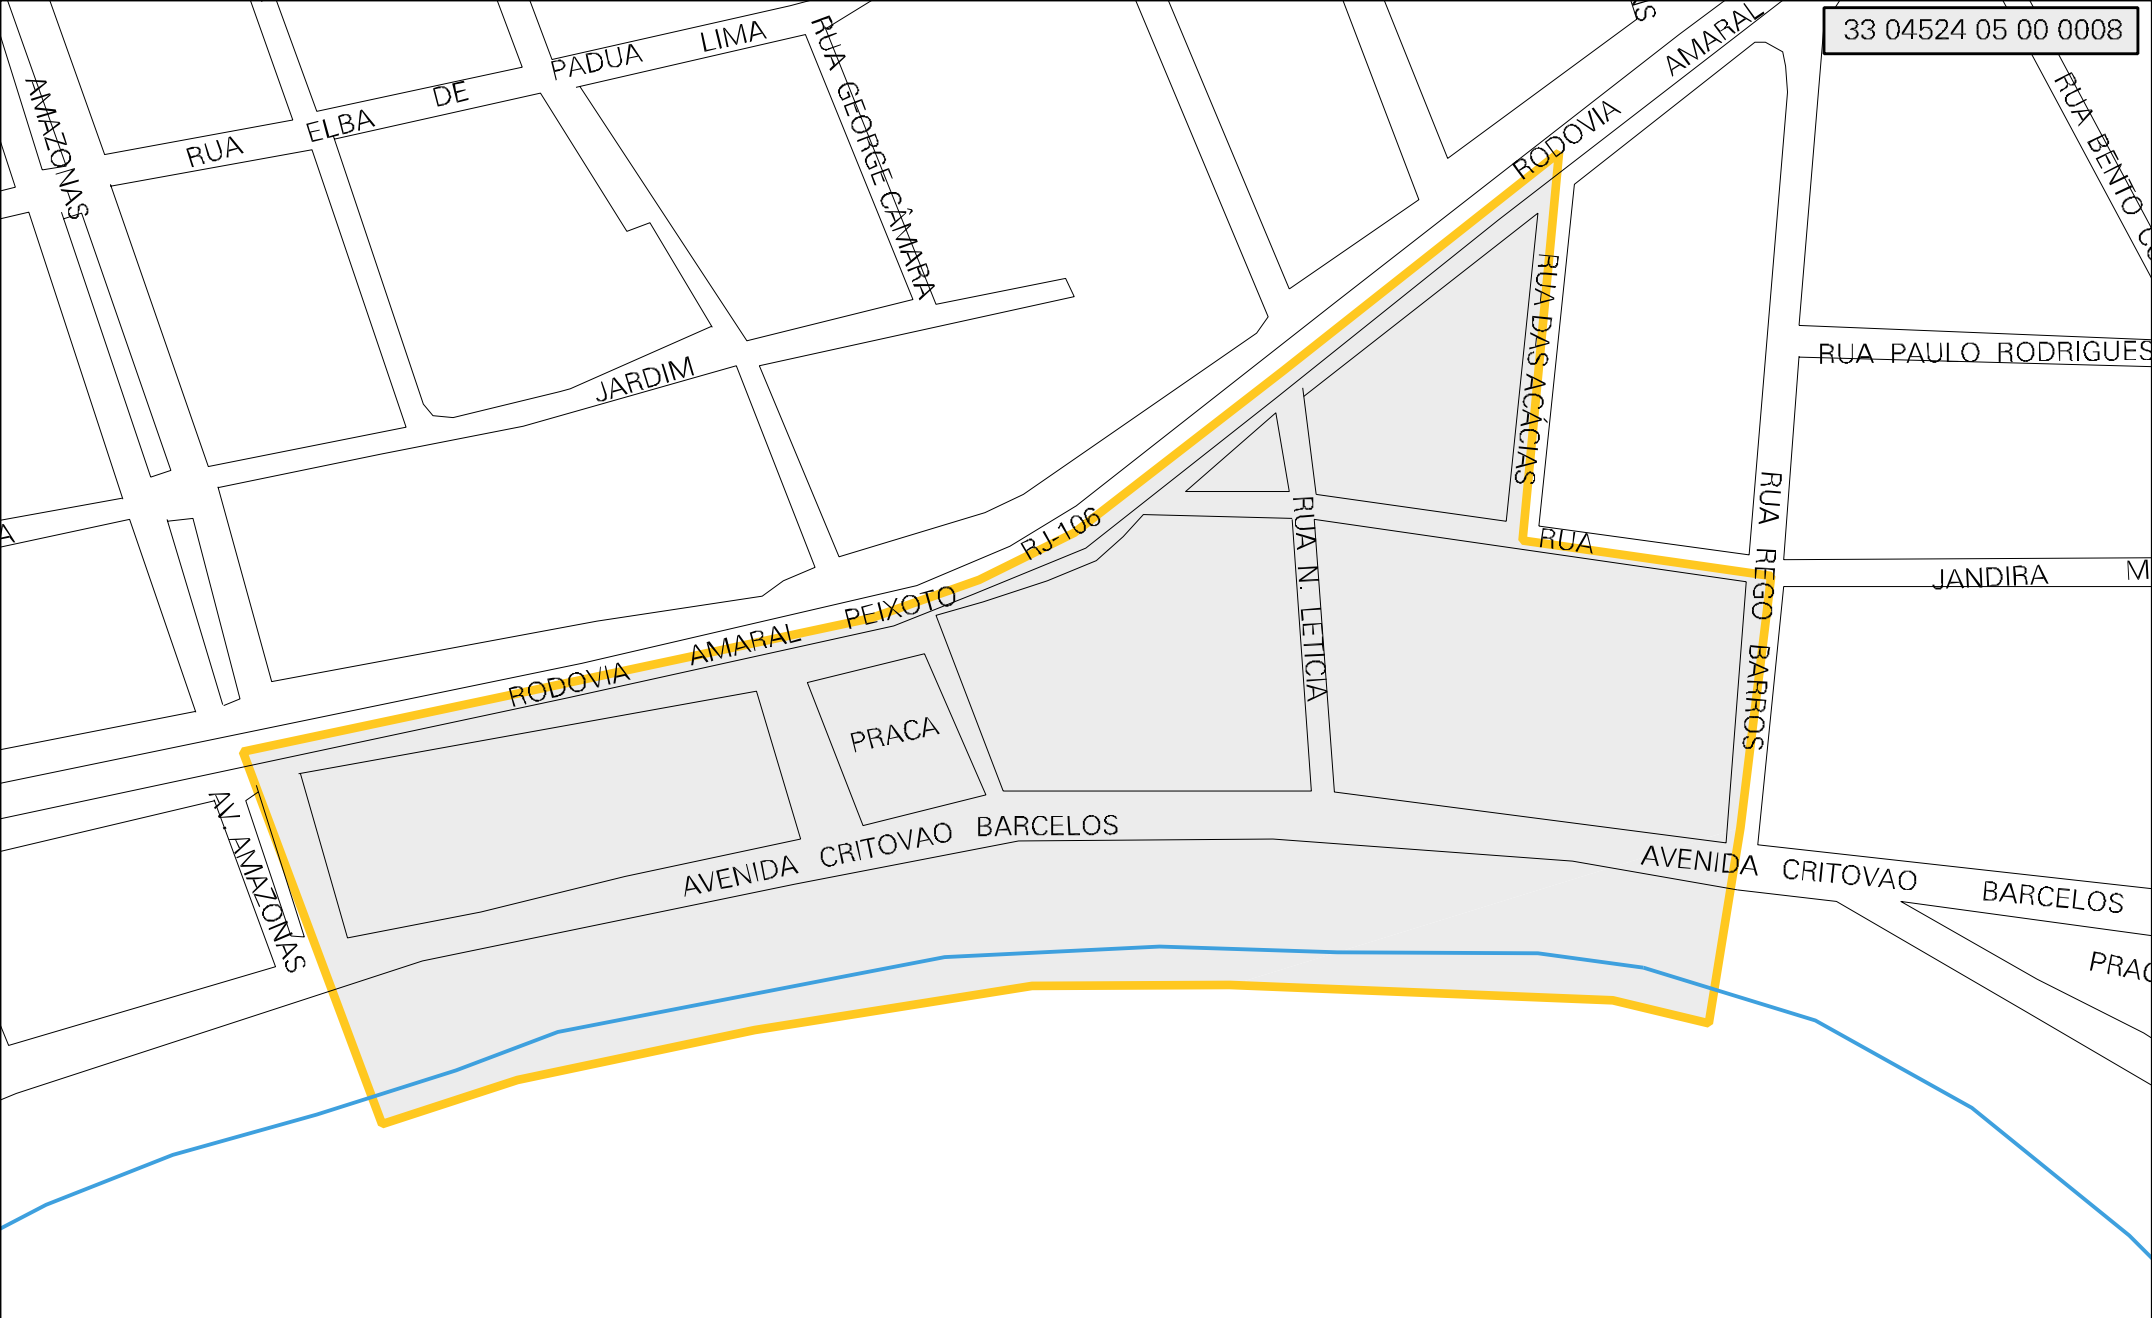 33 04524 05 00 0008
AMARAL
RODOVIA
PADUA LIMA
DE
ELBA
RUA
RUA GEORGE CÂMARA
AMAZONAS
RUA BENTO
RUA DAS ACÁCIAS
RUA PAULO RODRIGUES
JARDIM
RJ-106
RUA
RUA REGO BARROS
JANDIRA M
RUA N. LETICIA
RODOVIA AMARAL PEIXOTO
PRACA
AV. AMAZONAS
AVENIDA CRITOVAO BARCELOS
AVENIDA CRITOVAO BARCELOS
PRAC